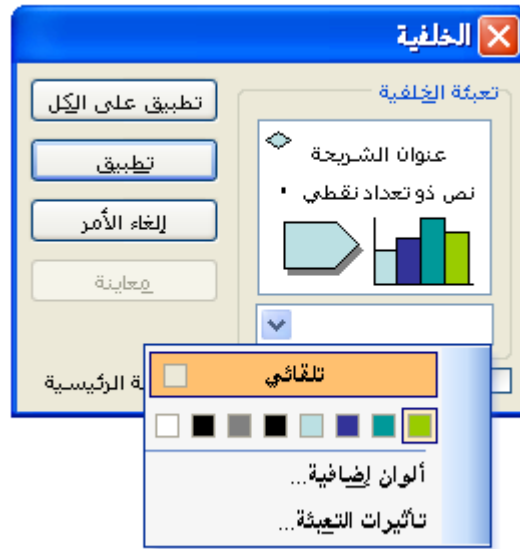 الخلفية
تعبئة الخلفية
عنوان الشريحة
نص ذو تعداد نقطي
تطبيق على الكل
تطبيق
إلغاء الأمر
معاينة
الرئيسية
تلقائي
ألوان إضافية...
تأثيرات التعبئة...